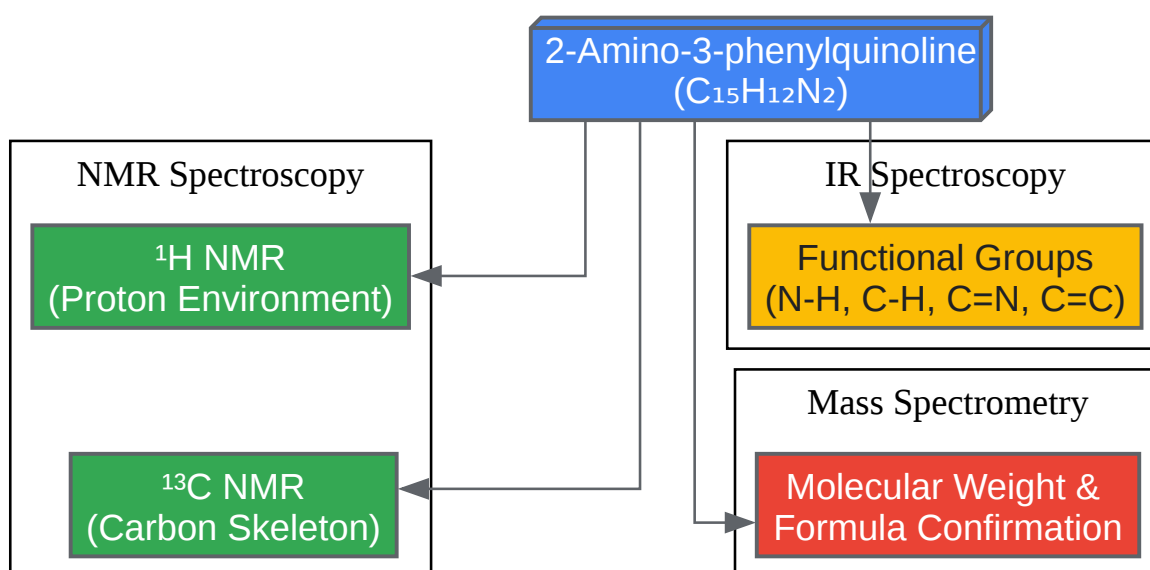 2-Amino-3-phenylquinoline
(C₁₅H₁₂N₂)
NMR Spectroscopy
¹H NMR
(Proton Environment)
¹³C NMR
(Carbon Skeleton)
IR Spectroscopy
Functional Groups
(N-H, C-H, C=N, C=C)
Mass Spectrometry
Molecular Weight &
Formula Confirmation